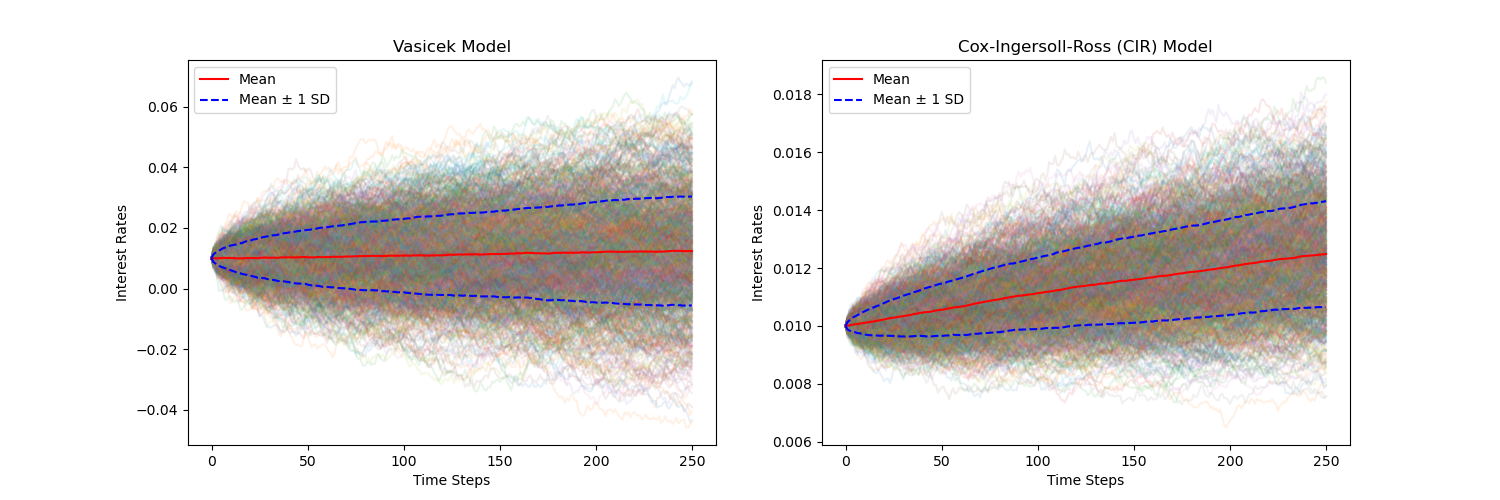 Vasicek Model
Mean
Mean ± 1 SD
Interest Rates
0.06
0.04
0.02
0.00
−0.02
−0.04
0
50
100
150
200
250
Time Steps
Cox-Ingersoll-Ross (CIR) Model
Mean
Mean ± 1 SD
Interest Rates
0.018
0.016
0.014
0.012
0.010
0.008
0.006
0
50
100
150
200
250
Time Steps